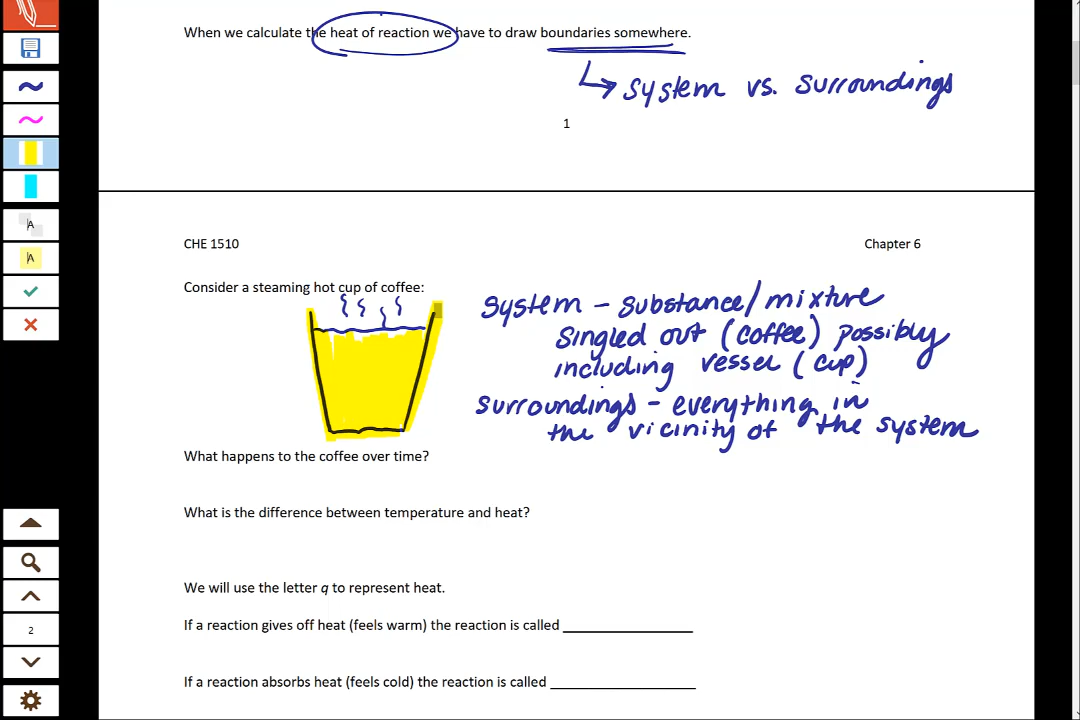 When we calculate the heat of reaction we have to draw boundaries somewhere.
system vs. surroundings
1
CHE 1510
Chapter 6
Consider a steaming hot cup of coffee:
system - substance/mixture
singled out (coffee) possibly
including vessel (cup)
surroundings - everything in
the vicinity of the system
What happens to the coffee over time?
What is the difference between temperature and heat?
We will use the letter q to represent heat.
If a reaction gives off heat (feels warm) the reaction is called ________________
If a reaction absorbs heat (feels cold) the reaction is called __________________
A
A
2